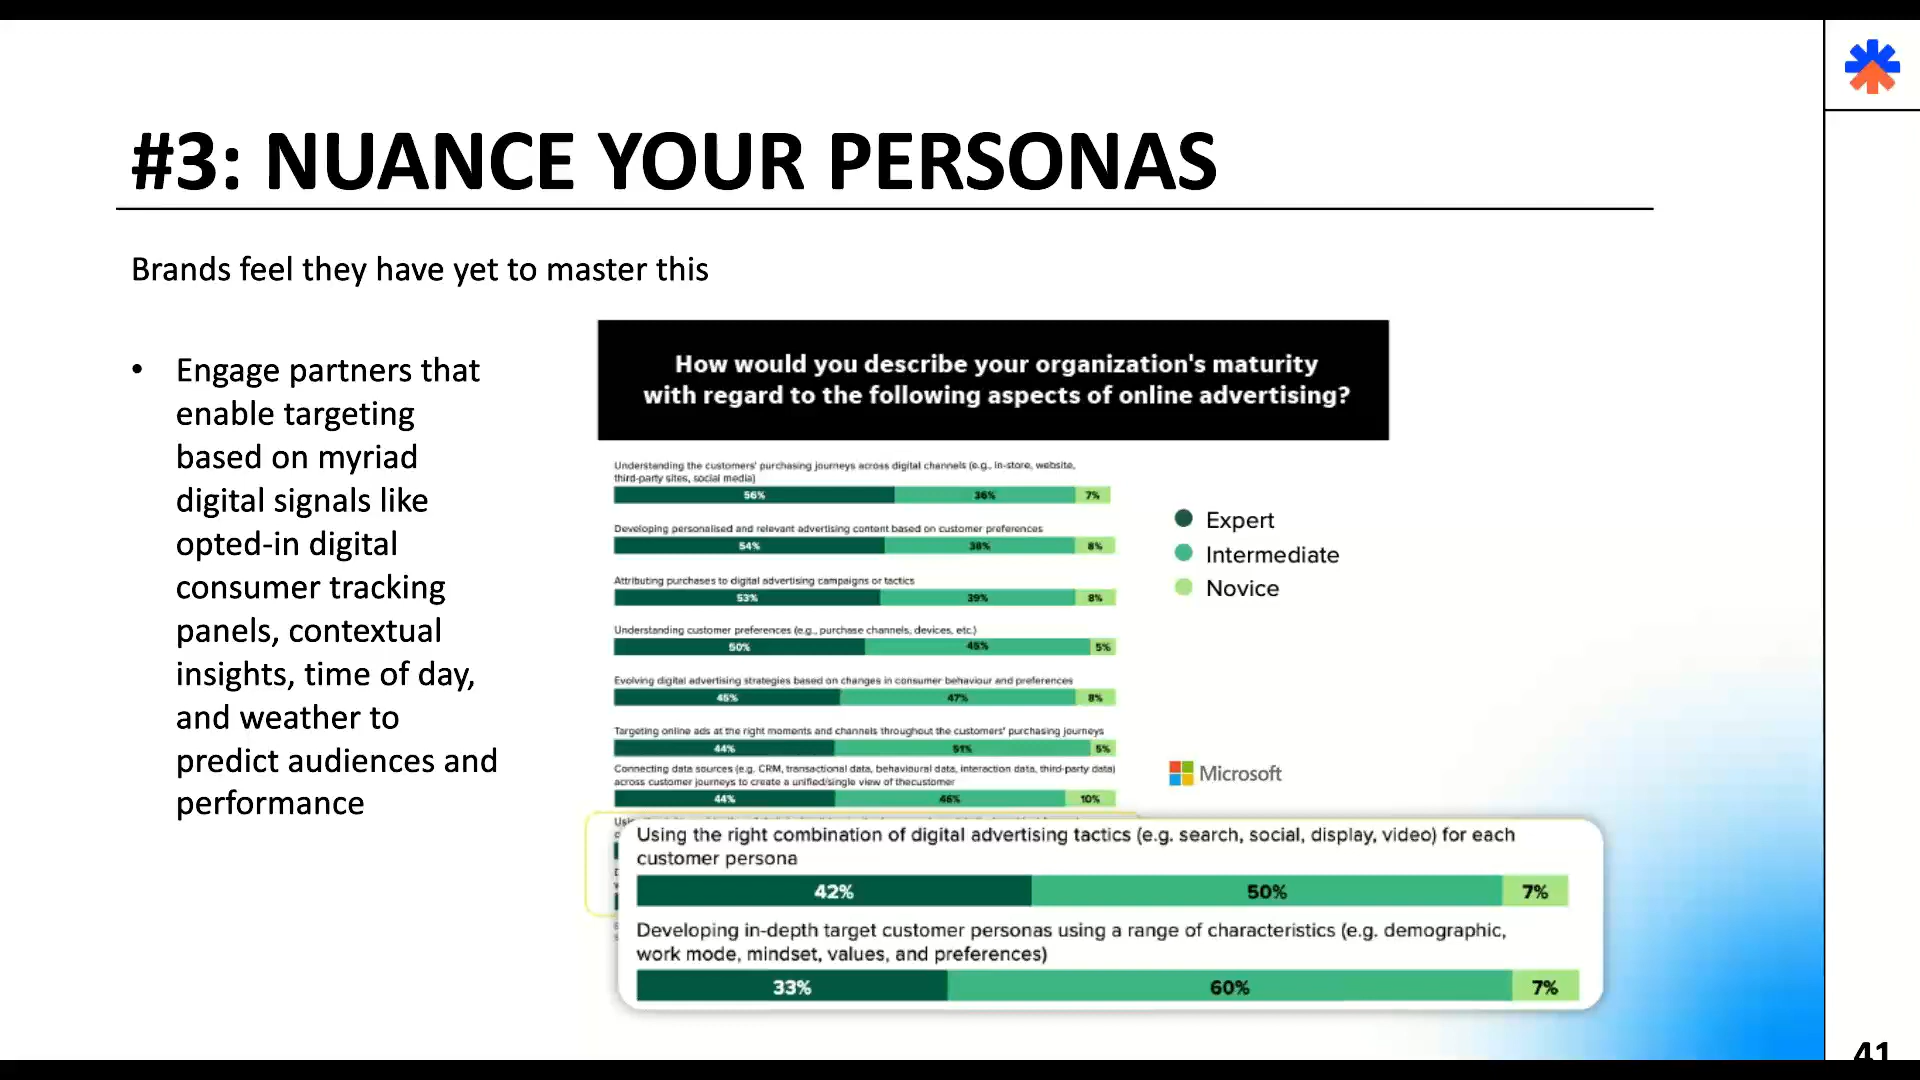 #3: NUANCE YOUR PERSONAS
Brands feel they have yet to master this
• Engage partners that
enable targeting
based on myriad
digital signals like
opted-in digital
consumer tracking
panels, contextual
insights, time of day,
and weather to
predict audiences and
performance
How would you describe your organization's maturity
with regard to the following aspects of online advertising?
Understanding the customers' purchasing journeys across digital channels (e.g., in-store, website,
third-party sites, social media)
56% 36% 7%
Developing personalised and relevant advertising content based on customer preferences
54% 38% 8%
Attributing purchases to digital advertising campaigns or tactics
53% 39% 8%
Understanding customer preferences (e.g., purchase channels, devices, etc.)
50% 45% 5%
Evolving digital advertising strategies based on changes in consumer behaviour and preferences
45% 47% 8%
Targeting online ads at the right moments and channels throughout the customers' purchasing journeys
44% 51% 5%
Connecting data sources (e.g. CRM, transactional data, behavioural data, interaction data, third-party data)
across customer journeys to create a unified/single view of thecustomer
44% 46% 10%
Expert
Intermediate
Novice
Microsoft
Using the right combination of digital advertising tactics (e.g. search, social, display, video) for each
customer persona
42% 50% 7%
Developing in-depth target customer personas using a range of characteristics (e.g. demographic,
work mode, mindset, values, and preferences)
33% 60% 7%
41